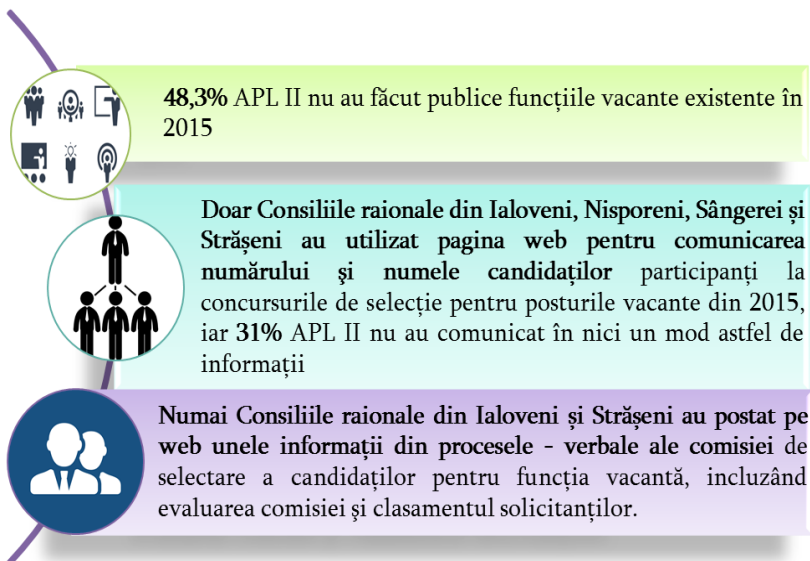 48,3% APL II nu au făcut publice funcțiile vacante existente în
2015
Doar Consiliile raionale din Ialoveni, Nisporeni, Sângerei și
Strășeni au utilizat pagina web pentru comunicarea
numărului şi numele candidaților participanți la
concursurile de selecție pentru posturile vacante din 2015,
iar 31% APL II nu au comunicat în nici un mod astfel de
informații
Numai Consiliile raionale din Ialoveni și Strășeni au postat pe
web unele informații din procesele - verbale ale comisiei de
selectare a candidaților pentru funcția vacantă, incluzând
evaluarea comisiei şi clasamentul solicitanților.